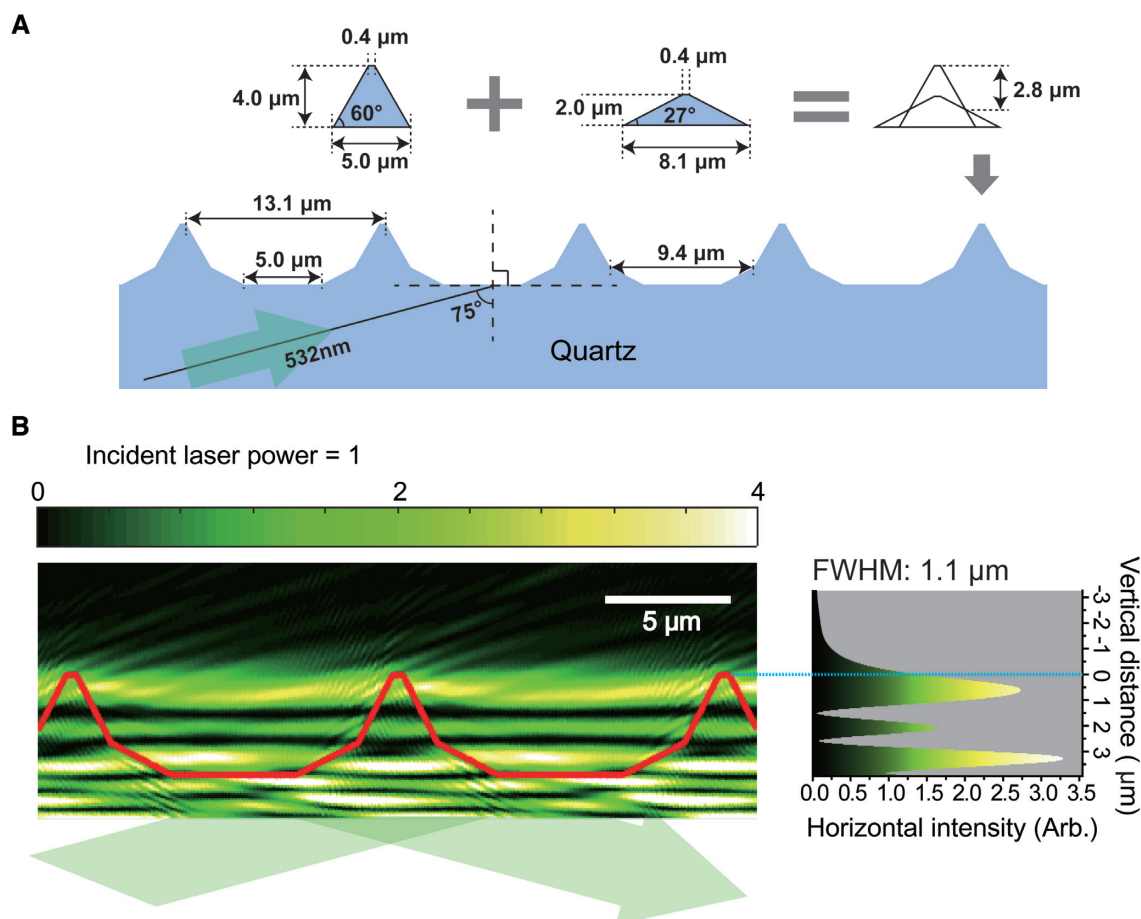 A
0.4 µm
4.0 µm
60°
5.0 µm
0.4 µm
2.0 µm
27°
8.1 µm
2.8 µm
13.1 µm
5.0 µm
9.4 µm
75°
532nm
Quartz
B
Incident laser power = 1
0 2 4
5 µm
FWHM: 1.1 µm
-3
-2
-1
0
1
2
3
Vertical distance ( µm)
0.0 0.5 1.0 1.5 2.0 2.5 3.0 3.5
Horizontal intensity (Arb.)